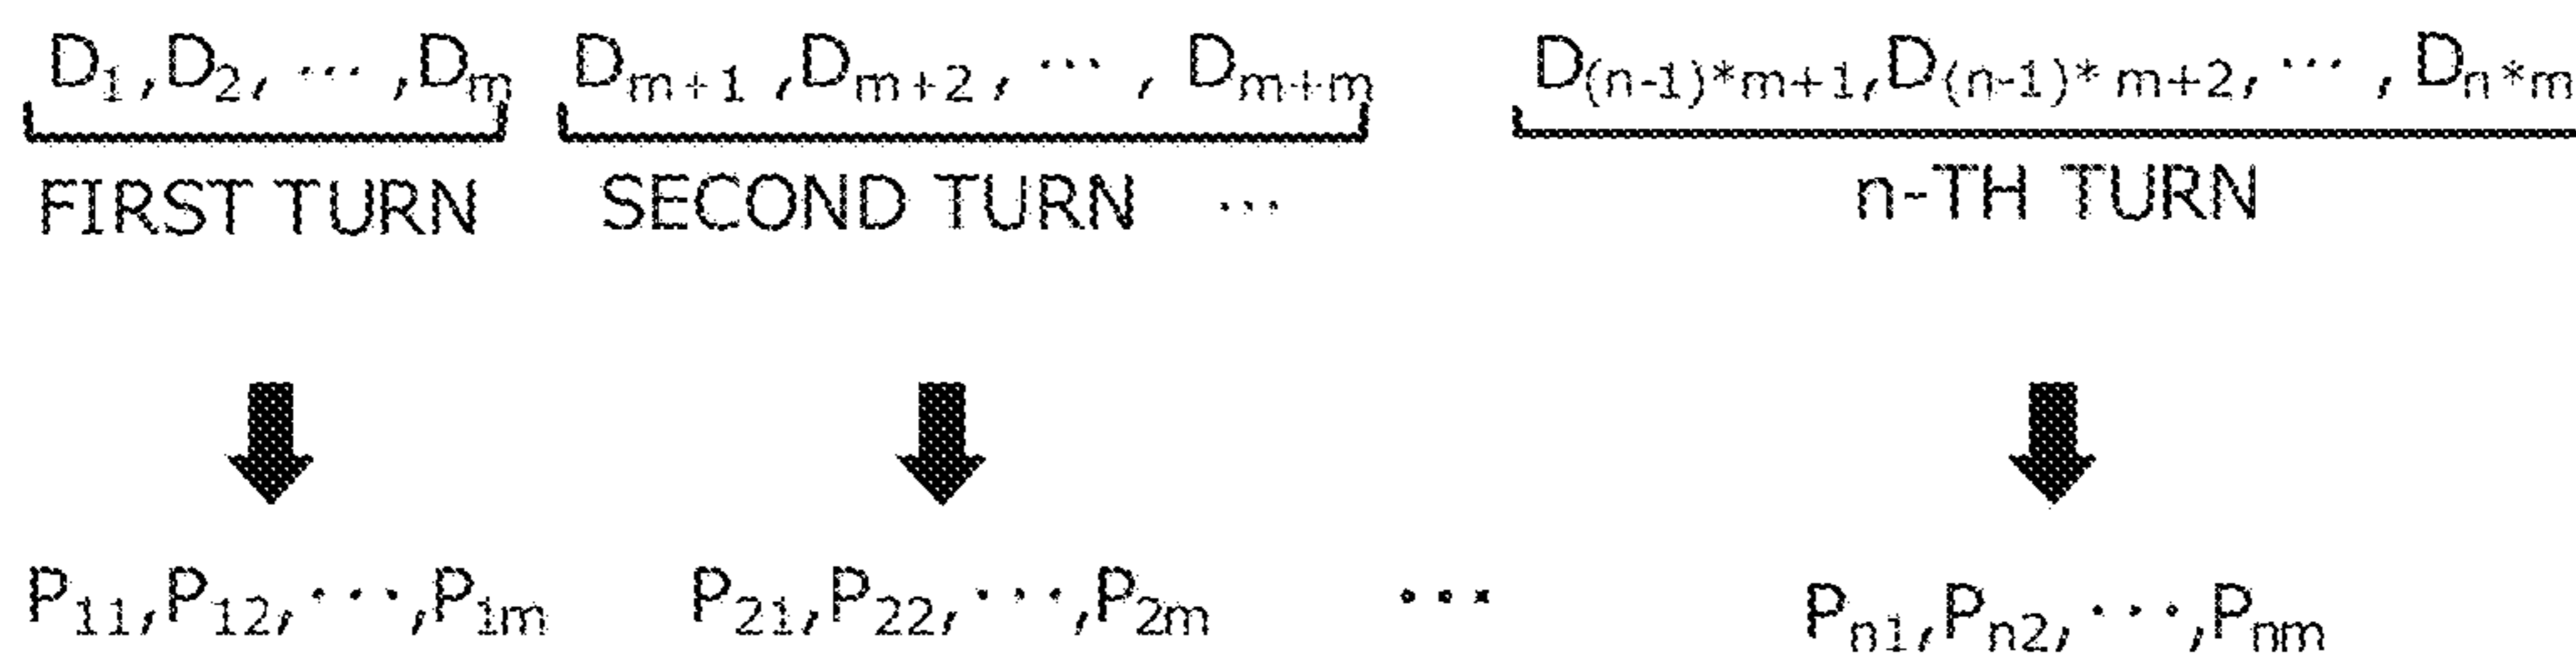 D₁,D₂, ··· ,Dₘ Dₘ₊₁ ,Dₘ₊₂ , ··· , Dₘ₊ₘ D₍ₙ₋₁₎*ₘ₊₁,D₍ₙ₋₁₎* ₘ₊₂, ··· , Dₙ*ₘ
FIRST TURN SECOND TURN ··· n-TH TURN
P₁₁,P₁₂, ··· ,P₁ₘ P₂₁,P₂₂, ··· ,P₂ₘ ··· Pₙ₁,Pₙ₂, ··· ,Pₙₘ